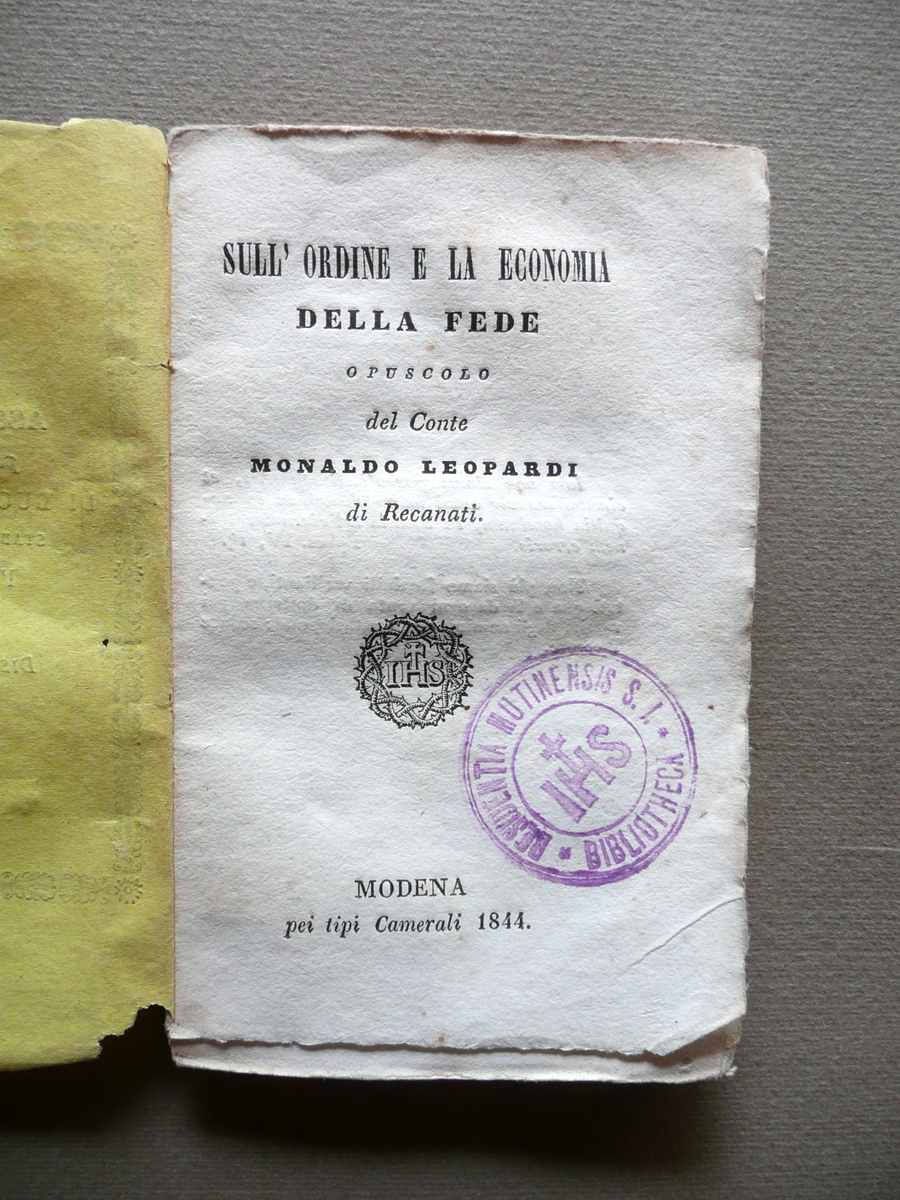 SULL' ORDINE E LA ECONOMIA
DELLA FEDE
OPUSCOLO
del Conte
MONALDO LEOPARDI
di Recanati.
IHS
RESIDENTIA MUTINENSIS S. I. * BIBLIOTHECA *
IHS
MODENA
pei tipi Camerali 1844.